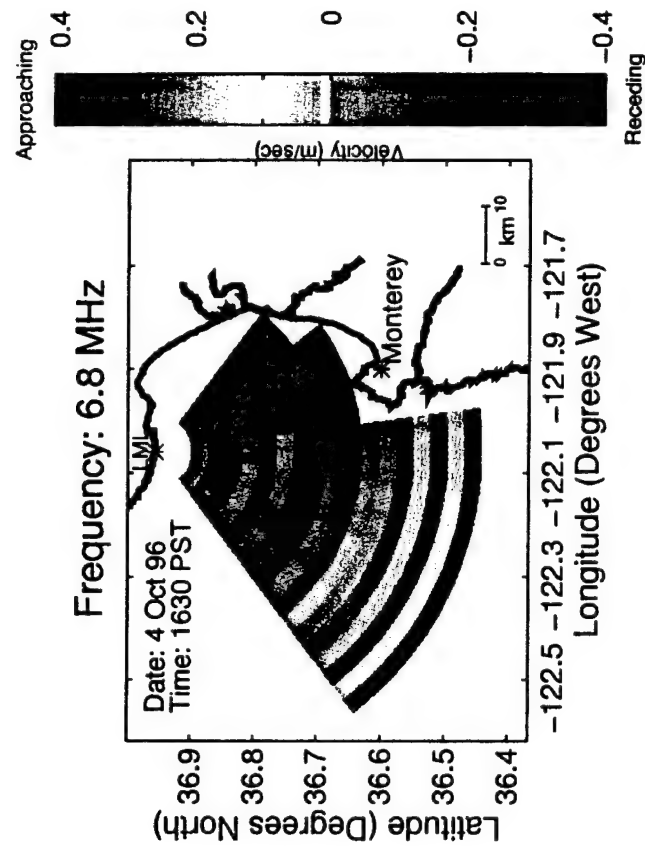 Frequency: 6.8 MHz
Date: 4 Oct 96
Time: 1630 PST
LML
Monterey
0 10
km
Latitude (Degrees North)
36.9
36.8
36.7
36.6
36.5
36.4
-122.5 -122.3 -122.1 -121.9 -121.7
Longitude (Degrees West)
Approaching
0.4
0.2
0
-0.2
-0.4
Velocity (m/sec)
Receding